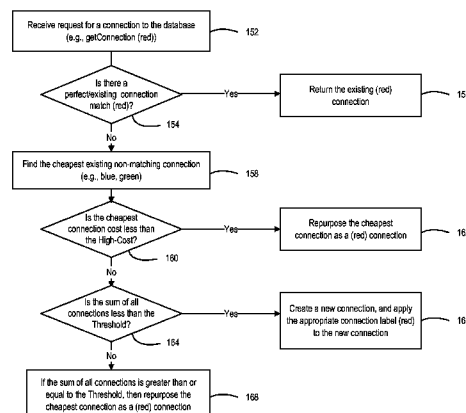 Receive request for a connection to the database
(e.g., getConnection (red))
152
Is there a
perfect/existing connection
match (red)?
Yes
Return the existing (red)
connection
15
154
No
Find the cheapest existing non-matching connection
(e.g., blue, green)
158
Is the cheapest
connection cost less than
the High-Cost?
Yes
Repurpose the cheapest
connection as a (red) connection
16
160
No
Is the sum of all
connections less than the
Threshold?
Yes
Create a new connection, and apply
the appropriate connection label (red)
to the new connection
16
164
No
If the sum of all connections is greater than or
equal to the Threshold, then repurpose the
cheapest connection as a (red) connection
168